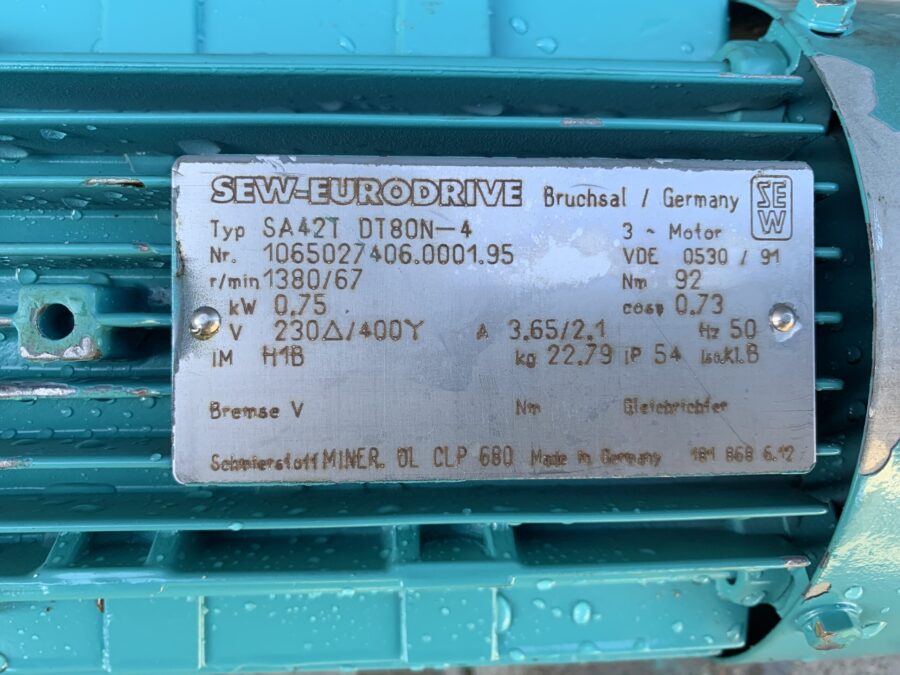 SEW-EURODRIVE Bruchsal / Germany SEW
Typ SA42T DT80N-4 3 ~ Motor
Nr. 1065027406.0001.95 VDE 0530 / 91
r/min 1380/67 Nm 92
kW 0,75 cosφ 0,73
V 230Δ/400Y A 3,65/2,1 Hz 50
IM H1B kg 22,79 IP 54 Iso.Kl.B
Bremse V Nm Gleichrichter
Schmierstoff MINER. ÖL CLP 680 Made in Germany 181 868 6.12